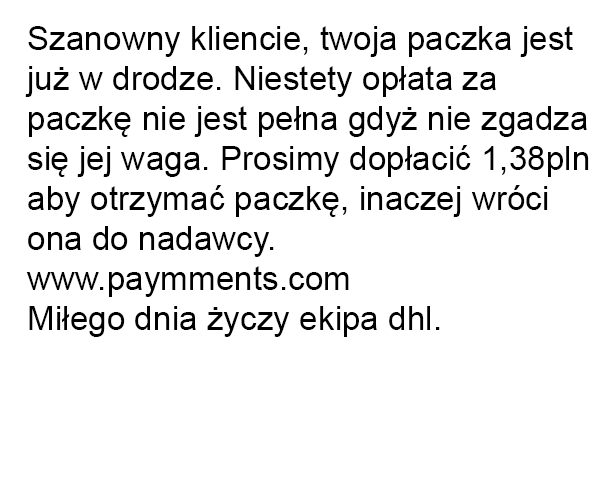 Szanowny kliencie, twoja paczka jest
już w drodze. Niestety opłata za
paczkę nie jest pełna gdyż nie zgadza
się jej waga. Prosimy dopłacić 1,38pln
aby otrzymać paczkę, inaczej wróci
ona do nadawcy.
www.paymments.com
Miłego dnia życzy ekipa dhl.